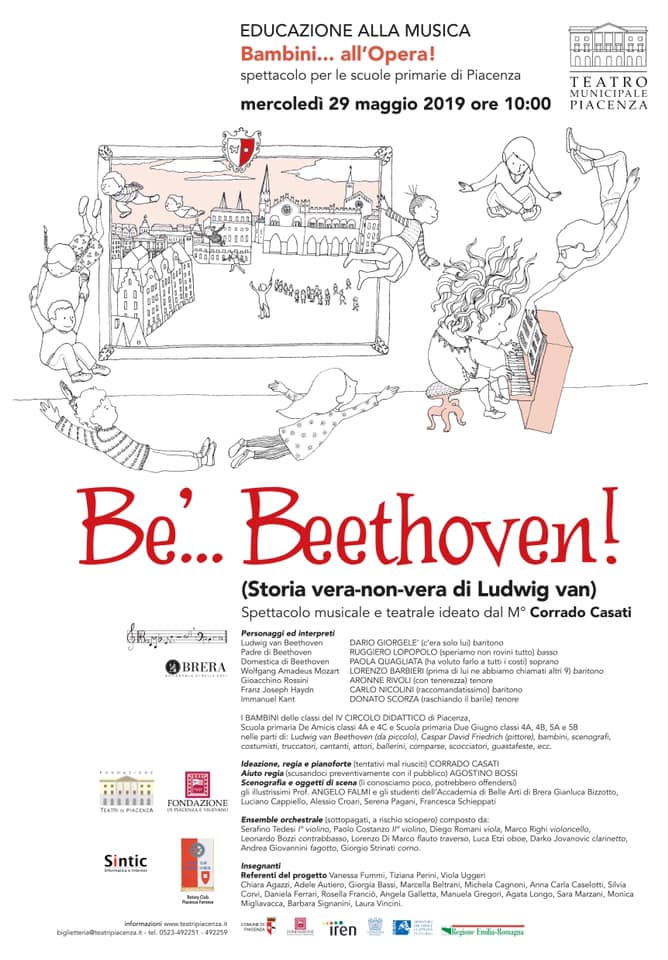 EDUCAZIONE ALLA MUSICA
Bambini... all'Opera!
spettacolo per le scuole primarie di Piacenza
mercoledì 29 maggio 2019 ore 10:00
TEATRO
MUNICIPALE
PIACENZA
Be'... Beethoven!
(Storia vera-non-vera di Ludwig van)
Spettacolo musicale e teatrale ideato dal M° Corrado Casati
Personaggi ed interpreti
Ludwig van Beethoven DARIO GIORGELE' (c'era solo lui) baritono
Padre di Beethoven RUGGIERO LOPOPOLO (speriamo non rovini tutto) basso
Domestica di Beethoven PAOLA QUAGLIATA (ha voluto farlo a tutti i costi) soprano
Wolfgang Amadeus Mozart LORENZO BARBIERI (prima di lui ne abbiamo chiamati altri 9) baritono
Gioacchino Rossini ARONNE RIVOLI (con tenerezza) tenore
Franz Joseph Haydn CARLO NICOLINI (raccomandatissimo) baritono
Immanuel Kant DONATO SCORZA (raschiando il barile) tenore
BRERA
ACCADEMIA DI BELLE ARTI
I BAMBINI delle classi del IV CIRCOLO DIDATTICO di Piacenza,
Scuola primaria De Amicis classi 4A e 4C e Scuola primaria Due Giugno classi 4A, 4B, 5A e 5B
nelle parti di: Ludwig van Beethoven (da piccolo), Caspar David Friedrich (pittore), bambini, scenografi,
costumisti, truccatori, cantanti, attori, ballerini, comparse, scocciatori, guastafeste, ecc.
Ideazione, regia e pianoforte (tentativi mal riusciti) CORRADO CASATI
Aiuto regia (scusandoci preventivamente con il pubblico) AGOSTINO BOSSI
Scenografia e oggetti di scena (li conosciamo poco, potrebbero offendersi)
gli illustrissimi Prof. ANGELO FALMI e gli studenti dell'Accademia di Belle Arti di Brera Gianluca Bizzotto,
Luciano Cappiello, Alessio Croari, Serena Pagani, Francesca Schieppati
FONDAZIONE
TEATRI DI PIACENZA
FONDAZIONE
DI PIACENZA E VIGEVANO
Ensemble orchestrale (sottopagati, a rischio sciopero) composto da:
Serafino Tedesi I° violino, Paolo Costanzo II° violino, Diego Romani viola, Marco Righi violoncello,
Leonardo Bozzi contrabbasso, Lorenzo Di Marco flauto traverso, Luca Etzi oboe, Darko Jovanovic clarinetto,
Andrea Giovannini fagotto, Giorgio Strinati corno.
Sintic
Informatica e Internet
Rotary Club
Piacenza Farnese
Insegnanti
Referenti del progetto Vanessa Fummi, Tiziana Perini, Viola Uggeri
Chiara Agazzi, Adele Autiero, Giorgia Bassi, Marcella Beltrani, Michela Cagnoni, Anna Carla Caselotti, Silvia
Corvi, Daniela Ferrari, Rosella Franciò, Angela Galletta, Manuela Gregori, Agata Longo, Sara Marzani, Monica
Migliavacca, Barbara Signanini, Laura Vincini.
informazioni www.teatripiacenza.it
biglietteria@teatripiacenza.it - tel. 0523-492251 - 492259
COMUNE DI
PIACENZA
iren
Regione Emilia-Romagna